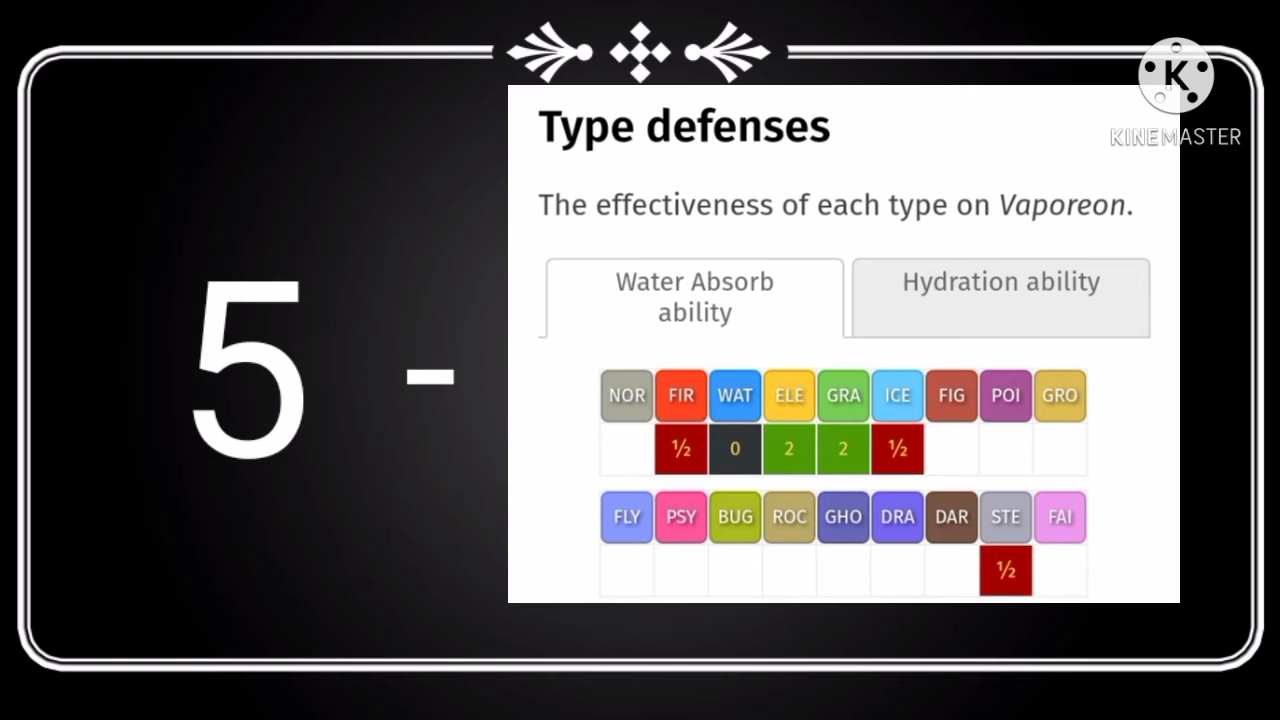 K
KINEMASTER
5 -
Type defenses
The effectiveness of each type on Vaporeon.
Water Absorb
ability
Hydration ability
NOR FIR WAT ELE GRA ICE FIG POI GRO
½ 0 2 2 ½
FLY PSY BUG ROC GHO DRA DAR STE FAI
½